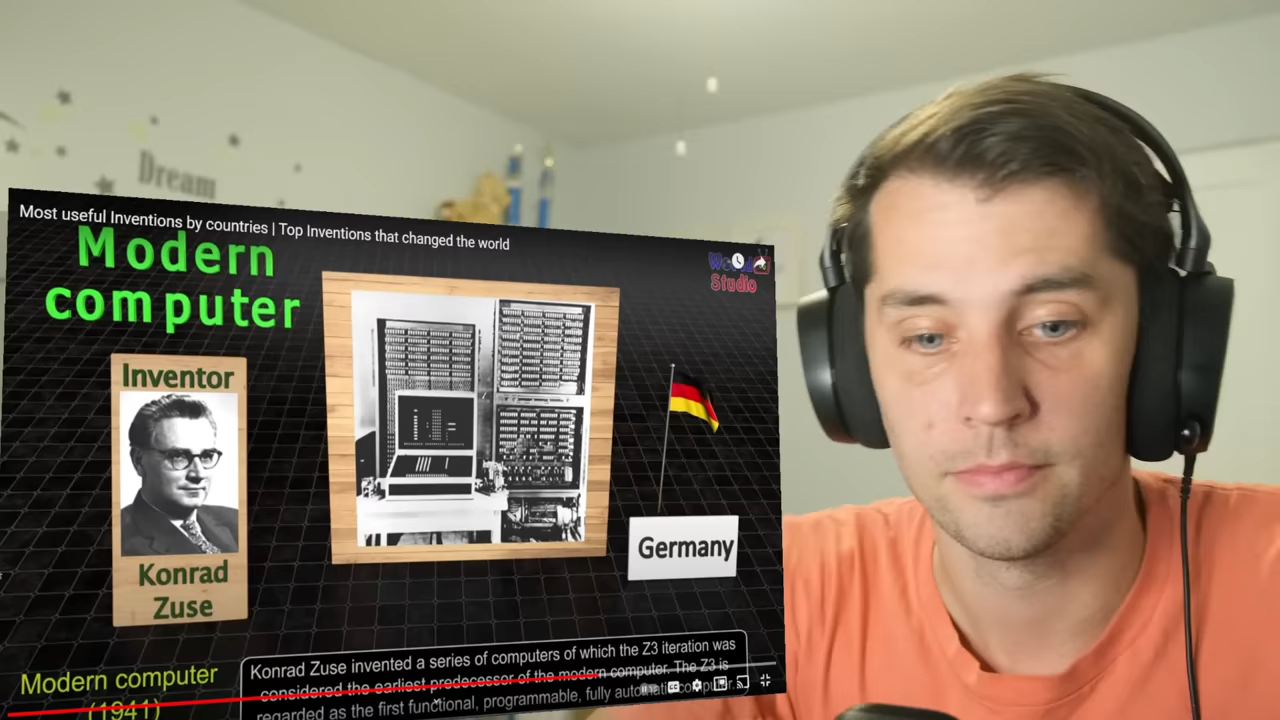 Dream
Most useful Inventions by countries | Top Inventions that changed the world
Modern
computer
Studio
Inventor
Konrad
Zuse
Germany
Modern computer
(1941)
Konrad Zuse invented a series of computers of which the Z3 iteration was
considered the earliest predecessor of the modern computer. The Z3 is
regarded as the first functional, programmable, fully automatic computer.